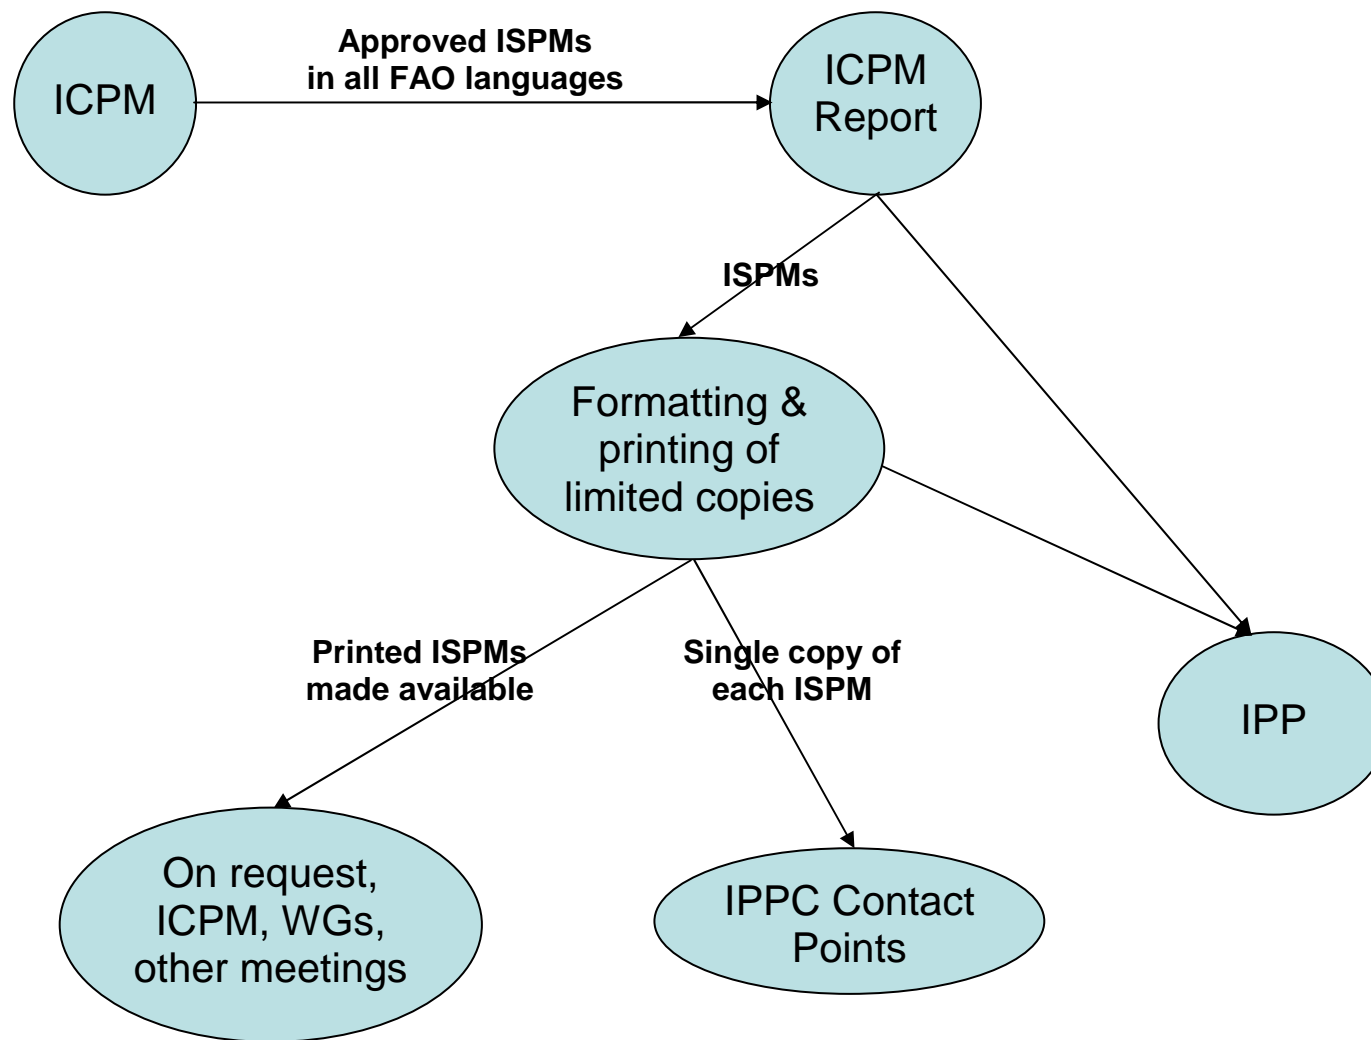 ICPM
Approved ISPMs
in all FAO languages
ICPM
Report
ISPMs
Formatting &
printing of
limited copies
Printed ISPMs
made available
Single copy of
each ISPM
IPP
On request,
ICPM, WGs,
other meetings
IPPC Contact
Points